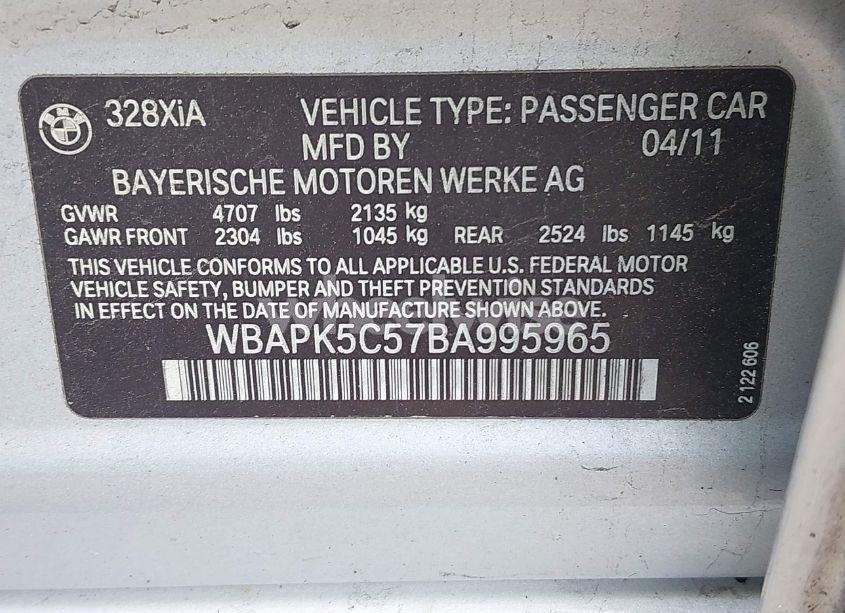 BMW
328XiA VEHICLE TYPE: PASSENGER CAR
MFD BY 04/11
BAYERISCHE MOTOREN WERKE AG
GVWR 4707 lbs 2135 kg
GAWR FRONT 2304 lbs 1045 kg REAR 2524 lbs 1145 kg
THIS VEHICLE CONFORMS TO ALL APPLICABLE U.S. FEDERAL MOTOR
VEHICLE SAFETY, BUMPER AND THEFT PREVENTION STANDARDS
IN EFFECT ON THE DATE OF MANUFACTURE SHOWN ABOVE.
WBAPK5C57BA995965
2 122 606